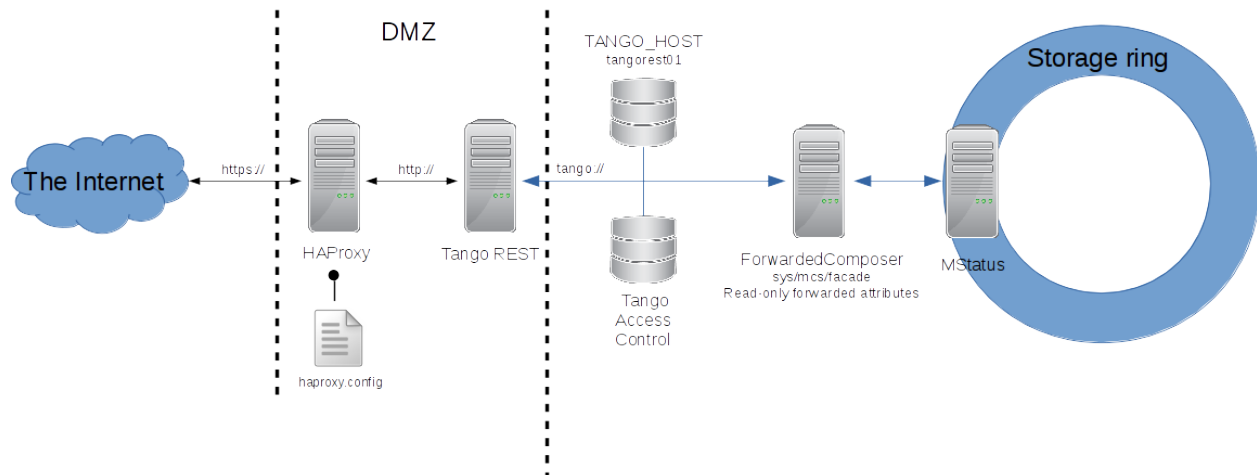 DMZ
TANGO_HOST
tangorest01
Storage ring
The Internet
https://
http://
tango://
HAProxy
Tango REST
ForwardedComposer
sys/mcs/facade
Read-only forwarded attributes
MStatus
Tango
Access
Control
haproxy.config